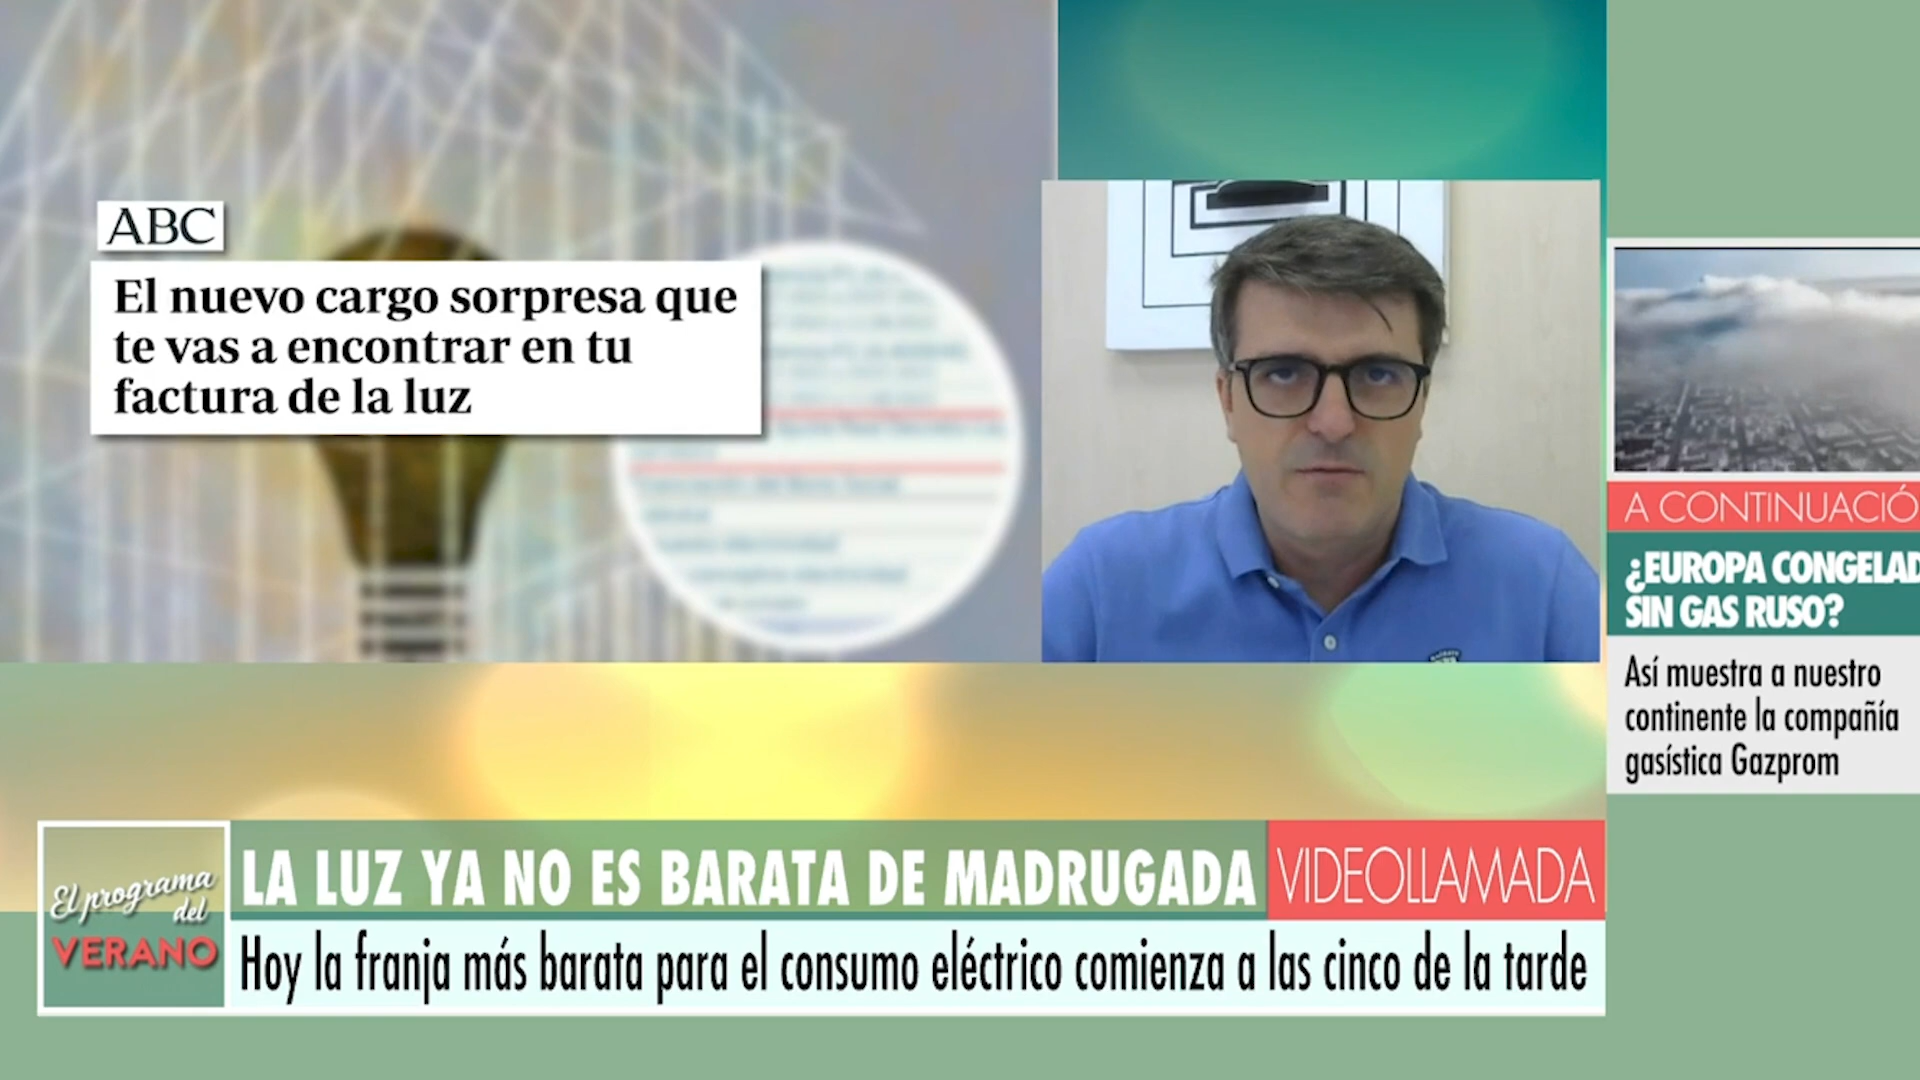 ABC
El nuevo cargo sorpresa que
te vas a encontrar en tu
factura de la luz
A CONTINUACIÓ
¿EUROPA CONGELAD
SIN GAS RUSO?
Así muestra a nuestro
continente la compañía
gasística Gazprom
El programa
del
VERANO
LA LUZ YA NO ES BARATA DE MADRUGADA
VIDEOLLAMADA
Hoy la franja más barata para el consumo eléctrico comienza a las cinco de la tarde